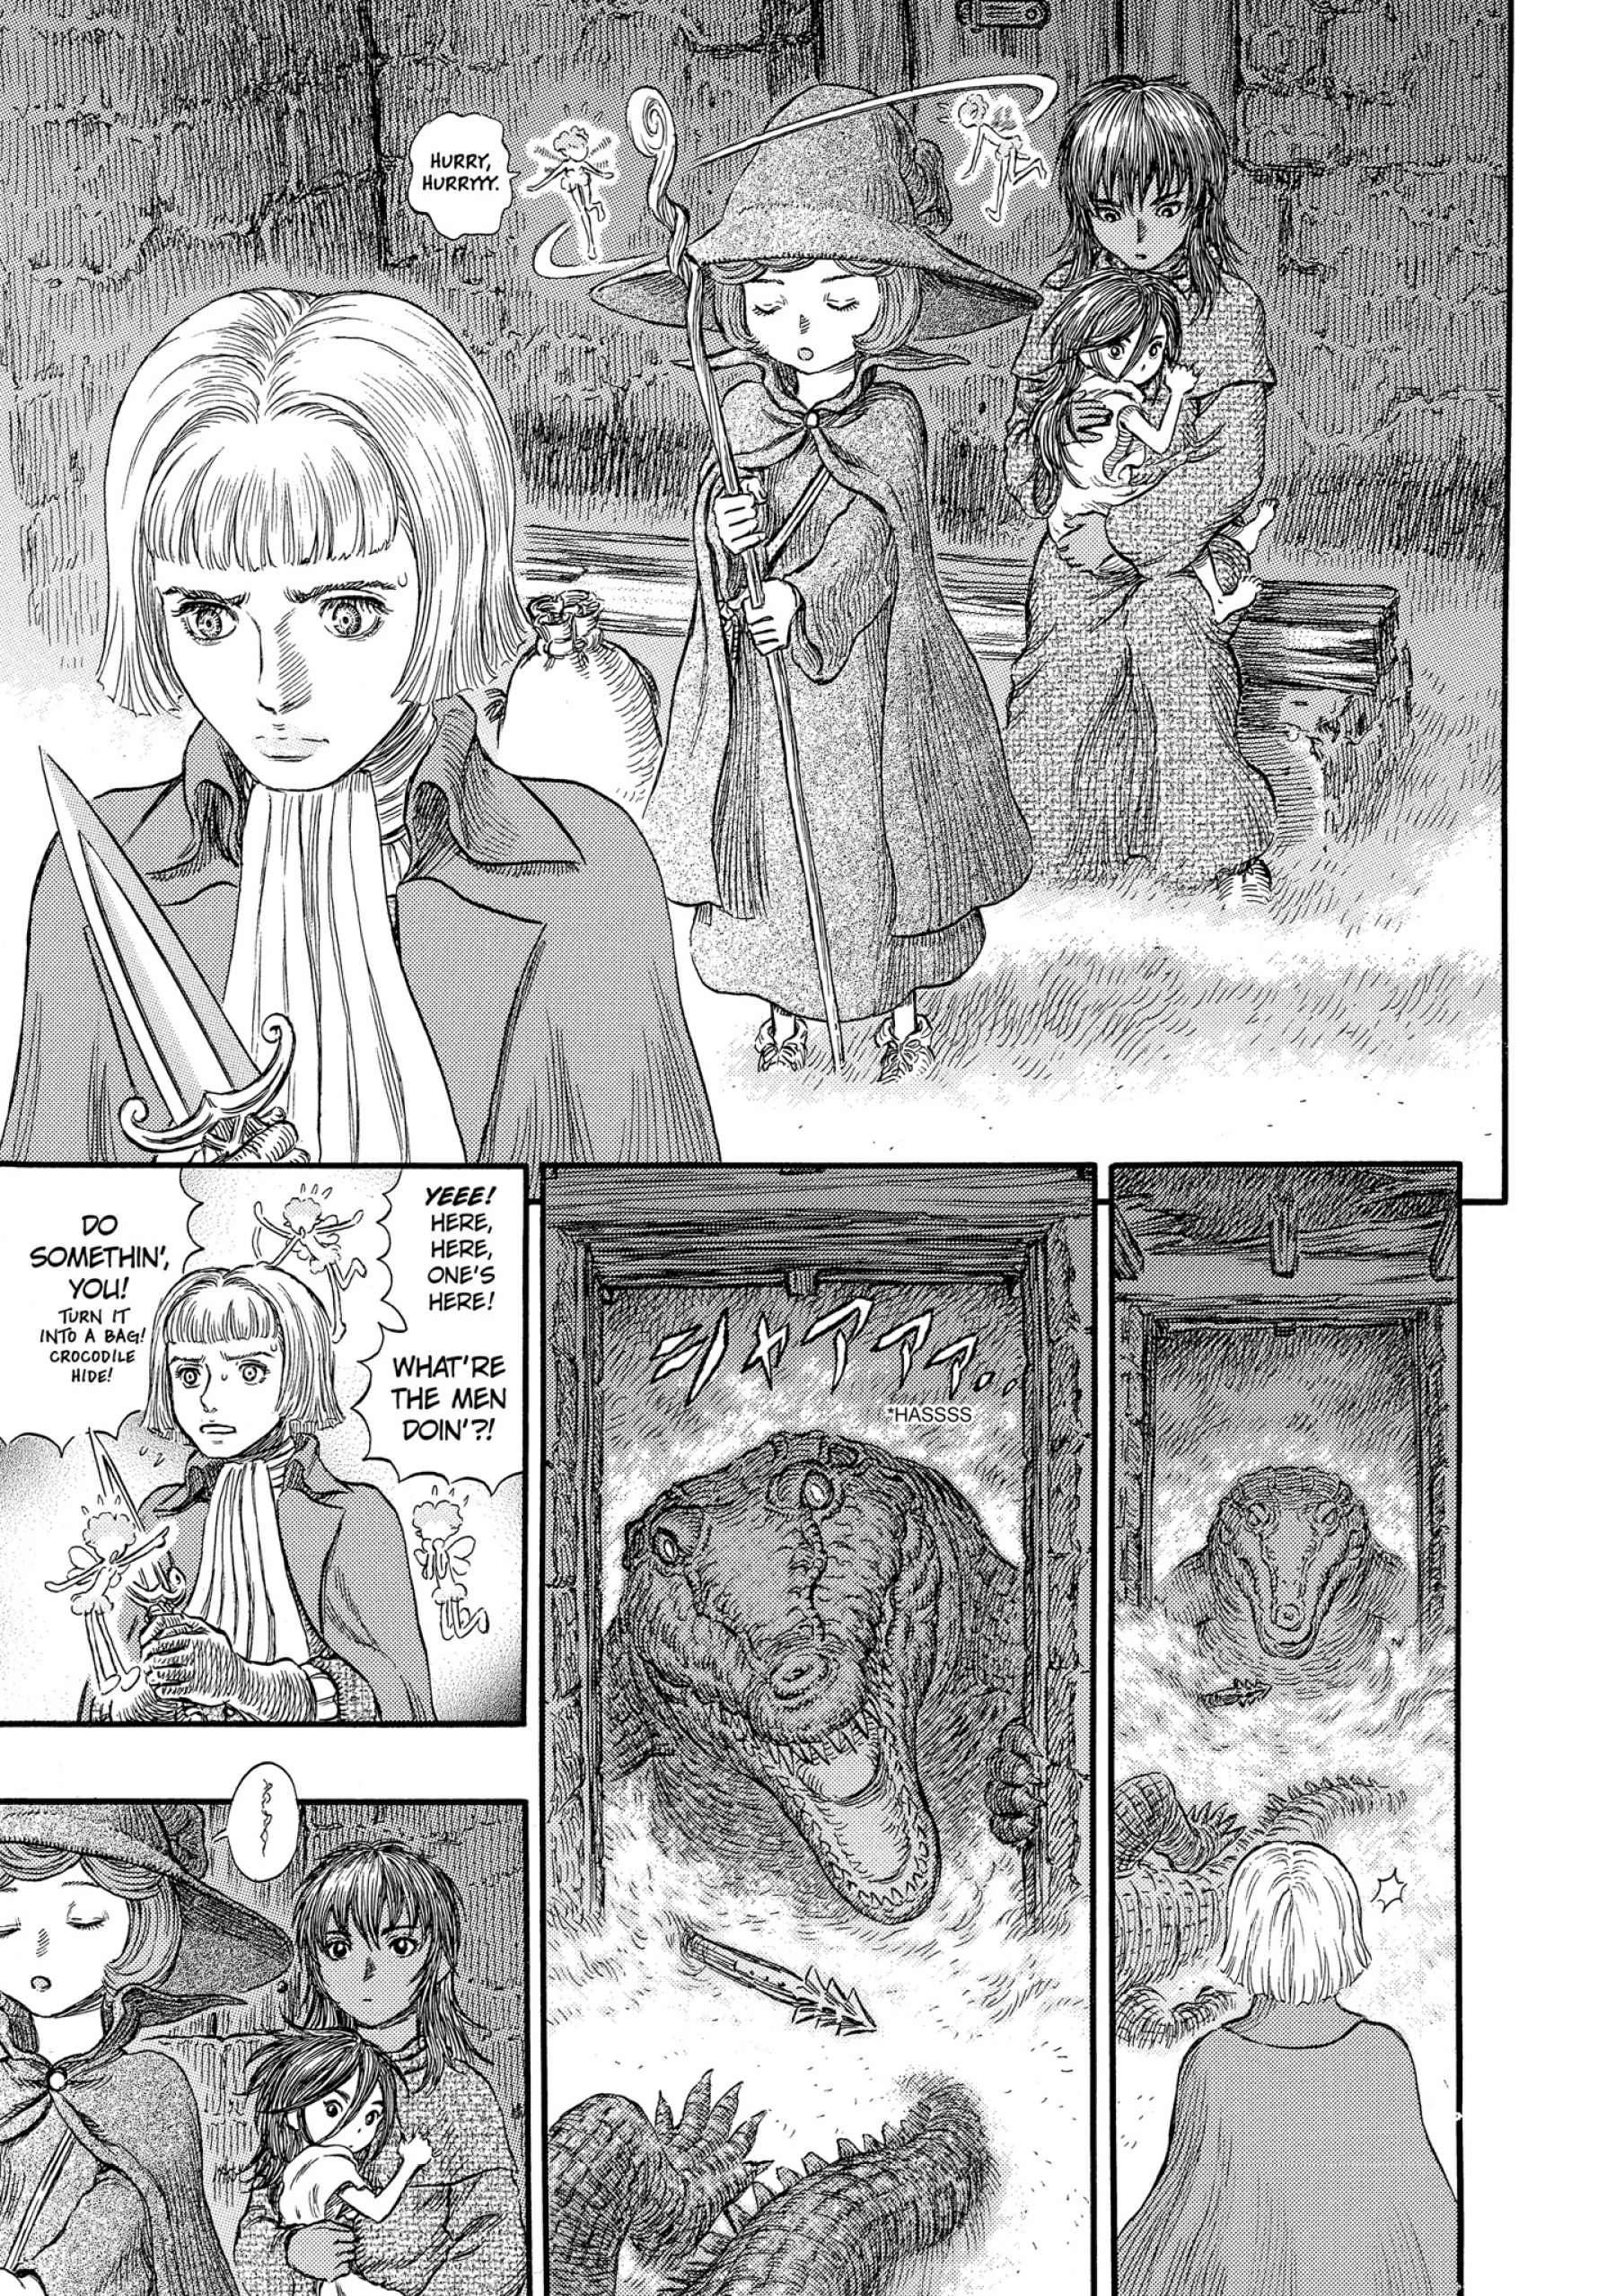 HURRY,
HURRYYY.
シャアァァ..
*HASSSS
YEEE!
HERE,
HERE,
ONE'S
HERE!
WHAT'RE
THE MEN
DOIN'?!
DO
SOMETHIN',
YOU!
TURN IT
INTO A BAG!
CROCODILE
HIDE!